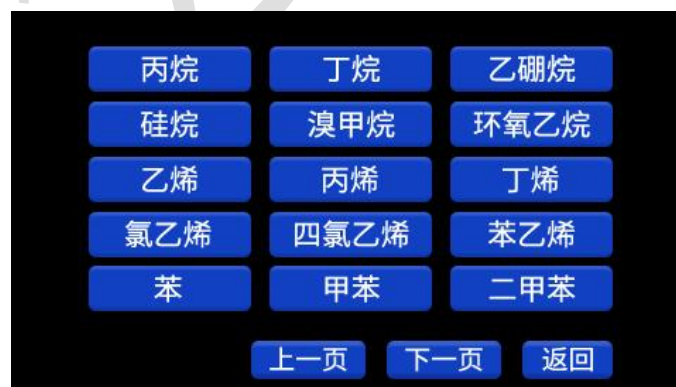 丙烷 丁烷 乙硼烷
硅烷 溴甲烷 环氧乙烷
乙烯 丙烯 丁烯
氯乙烯 四氯乙烯 苯乙烯
苯 甲苯 二甲苯
上一页 下一页 返回